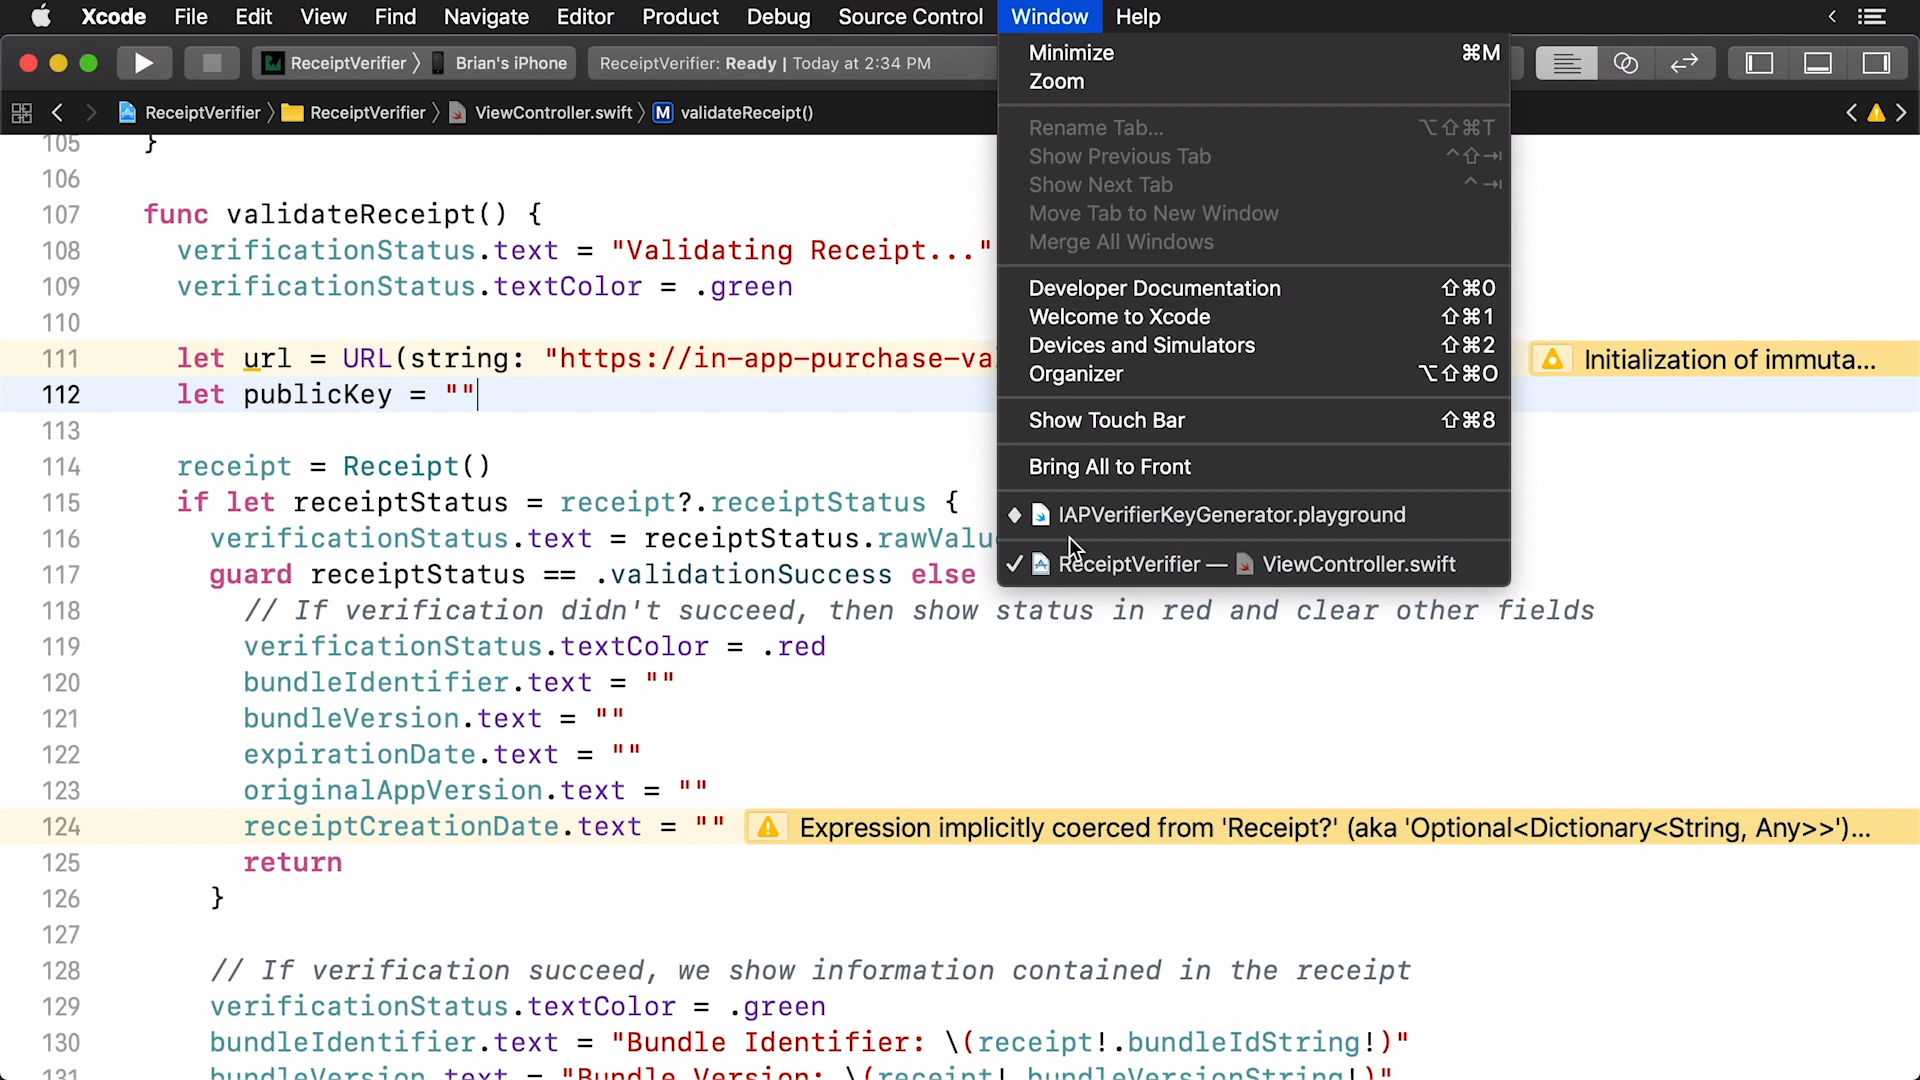 Xcode File Edit View Find Navigate Editor Product Debug Source Control Window Help
ReceiptVerifier Brian's iPhone ReceiptVerifier: Ready | Today at 2:34 PM
ReceiptVerifier ReceiptVerifier ViewController.swift M validateReceipt()
Minimize ⌘M
Zoom
Rename Tab... ⌥⇧⌘T
Show Previous Tab ^⇧⇥
Show Next Tab ^⇥
Move Tab to New Window
Merge All Windows
Developer Documentation ⇧⌘0
Welcome to Xcode ⇧⌘1
Devices and Simulators ⇧⌘2
Organizer ⌥⇧⌘O
Show Touch Bar ⇧⌘8
Bring All to Front
IAPVerifierKeyGenerator.playground
✓ ReceiptVerifier — ViewController.swift
105 }
106
107 func validateReceipt() {
108 verificationStatus.text = "Validating Receipt..."
109 verificationStatus.textColor = .green
110
111 let url = URL(string: "https://in-app-purchase-va Initialization of immuta...
112 let publicKey = ""
113
114 receipt = Receipt()
115 if let receiptStatus = receipt?.receiptStatus {
116 verificationStatus.text = receiptStatus.rawValu
117 guard receiptStatus == .validationSuccess else
118 // If verification didn't succeed, then show status in red and clear other fields
119 verificationStatus.textColor = .red
120 bundleIdentifier.text = ""
121 bundleVersion.text = ""
122 expirationDate.text = ""
123 originalAppVersion.text = ""
124 receiptCreationDate.text = "" Expression implicitly coerced from 'Receipt?' (aka 'Optional<Dictionary<String, Any>>')...
125 return
126 }
127
128 // If verification succeed, we show information contained in the receipt
129 verificationStatus.textColor = .green
130 bundleIdentifier.text = "Bundle Identifier: \(receipt!.bundleIdString!)"
131 bundleVersion.text = "Bundle Version: \(receipt!.bundleVersionString!)"